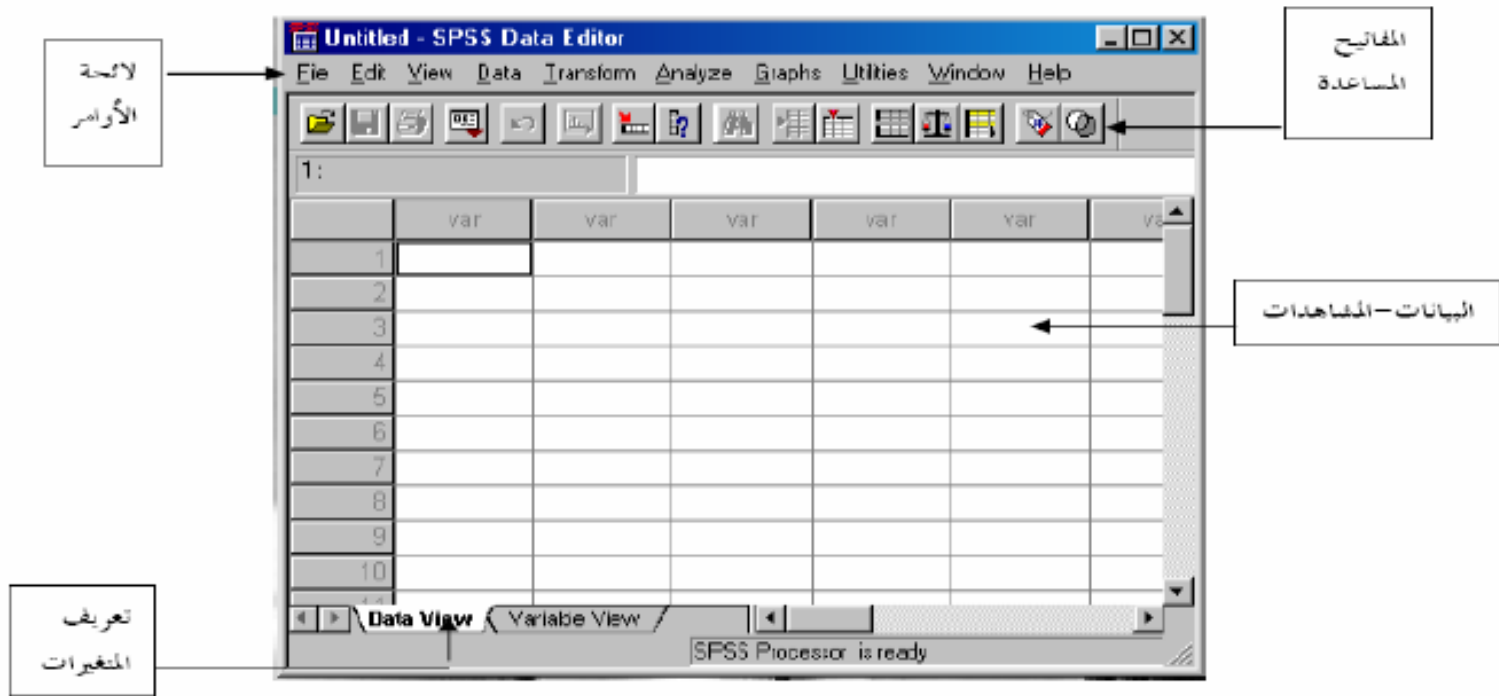 Untitled - SPSS Data Editor
File Edit View Data Transform Analyze Graphs Utilities Window Help
1:
var var var var var va
1
2
3
4
5
6
7
8
9
10
11
Data View Variable View
SPSS Processor is ready
لائحة
الأوامر
المفاتيح
المساعدة
البيانات-المشاهدات
تعريف
المتغيرات